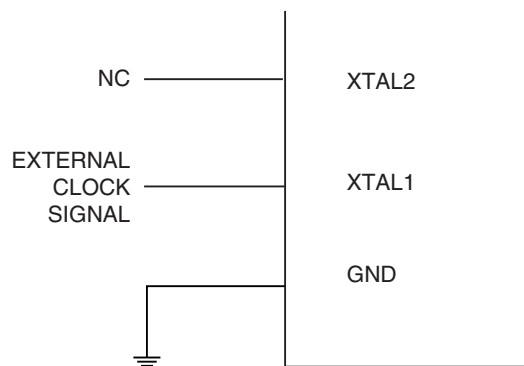 NC
XTAL2
EXTERNAL
CLOCK
SIGNAL
XTAL1
GND